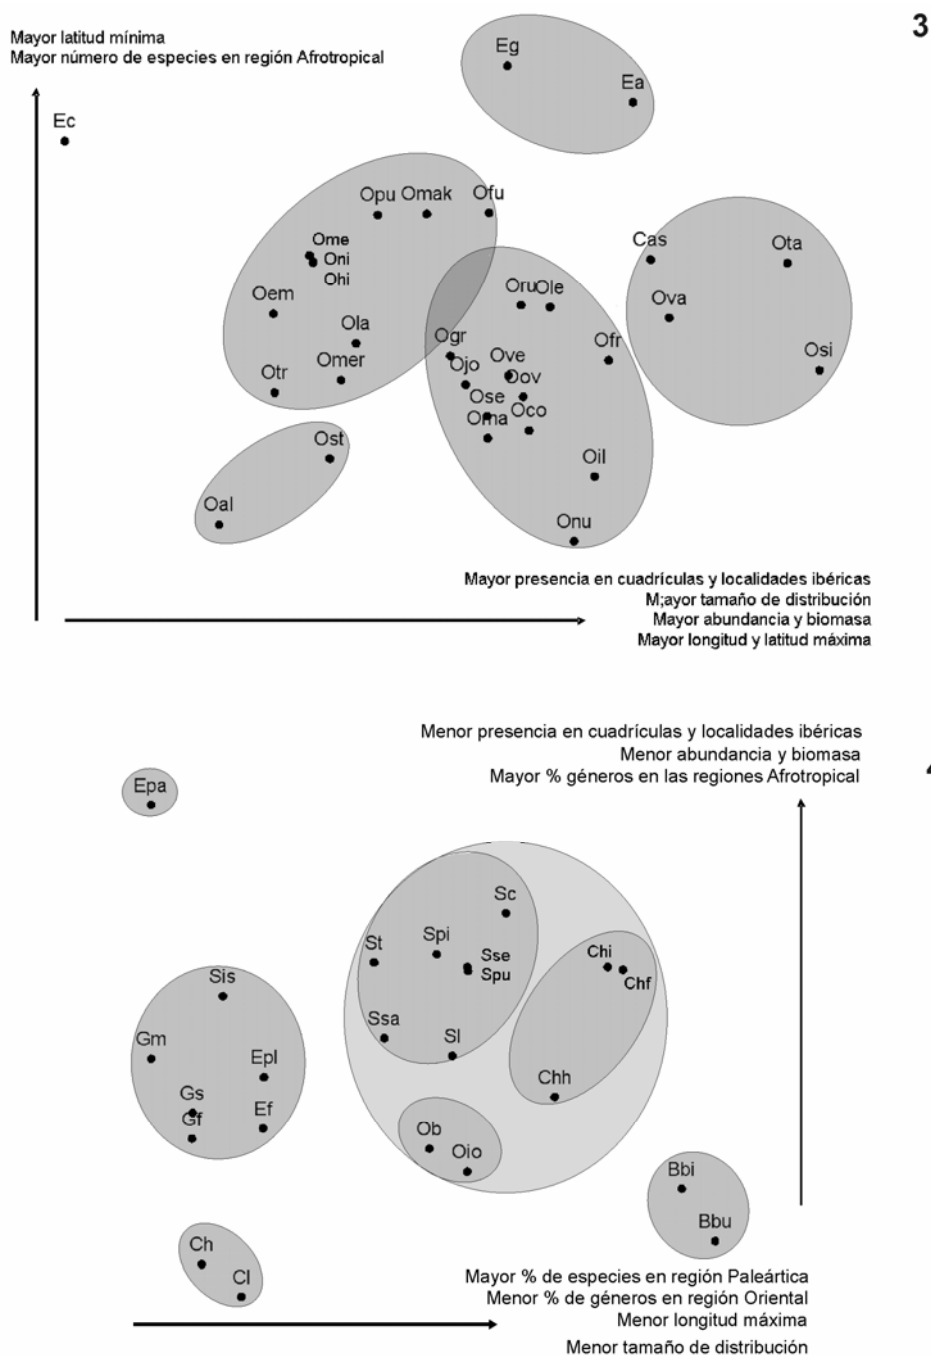 3
Mayor latitud mínima
Mayor número de especies en región Afrotropical
Eg
Ea
Ec
Opu Omak Ofu
Ome
Oni
Ohi
Cas
Ota
Oem
Oru Ole
Ova
Ola
Ogr
Ofr
Osi
Otr
Omer
Ojo
Ove
Oov
Ose
Oco
Oma
Ost
Oil
Oal
Onu
Mayor presencia en cuadrículas y localidades ibéricas
M;ayor tamaño de distribución
Mayor abundancia y biomasa
Mayor longitud y latitud máxima
Menor presencia en cuadrículas y localidades ibéricas
Menor abundancia y biomasa
Mayor % géneros en las regiones Afrotropical
4
Epa
Sc
St
Spi
Sse
Spu
Chi
Chf
Sis
Ssa
Sl
Gm
Epl
Chh
Gs
Gf
Ef
Ob
Oio
Bbi
Bbu
Ch
Cl
Mayor % de especies en región Paleártica
Menor % de géneros en región Oriental
Menor longitud máxima
Menor tamaño de distribución